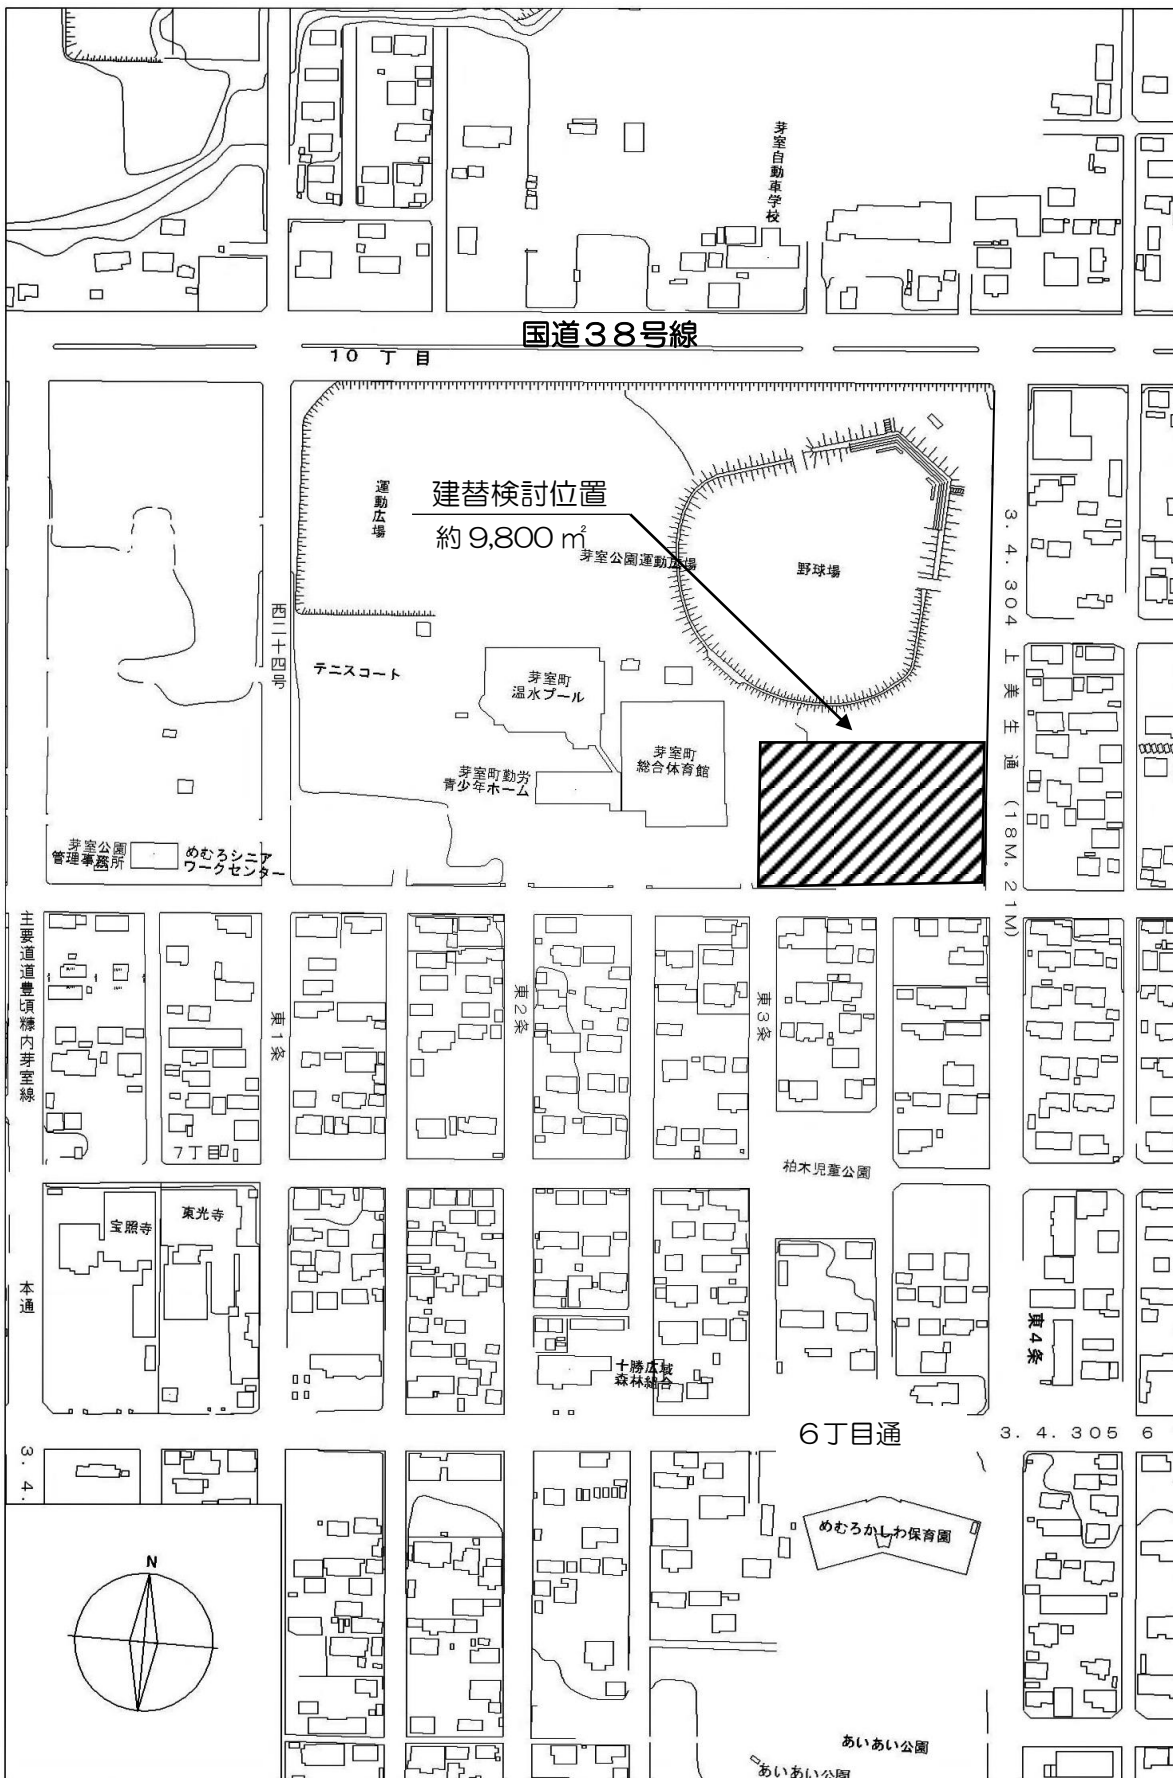 芽室自動車学校
国道38号線
10 丁 目
建替検討位置
約 9,800 ㎡
運動広場
芽室公園運動広場
野球場
3.4.304 上美生通 (18M。21M)
西二十四号
テニスコート
芽室町
温水プール
芽室町
総合体育館
芽室町勤労
青少年ホーム
芽室公園
管理事務所
めむろシニア
ワークセンター
主要道道豊頃糠内芽室線
東1条
東2条
東3条
7丁目
柏木児童公園
宝照寺
東光寺
本通
東4条
十勝広域
森林組合
6丁目通
3.4.305 6
3.4.
めむろかしわ保育園
N
あいあい公園
あいあい公園